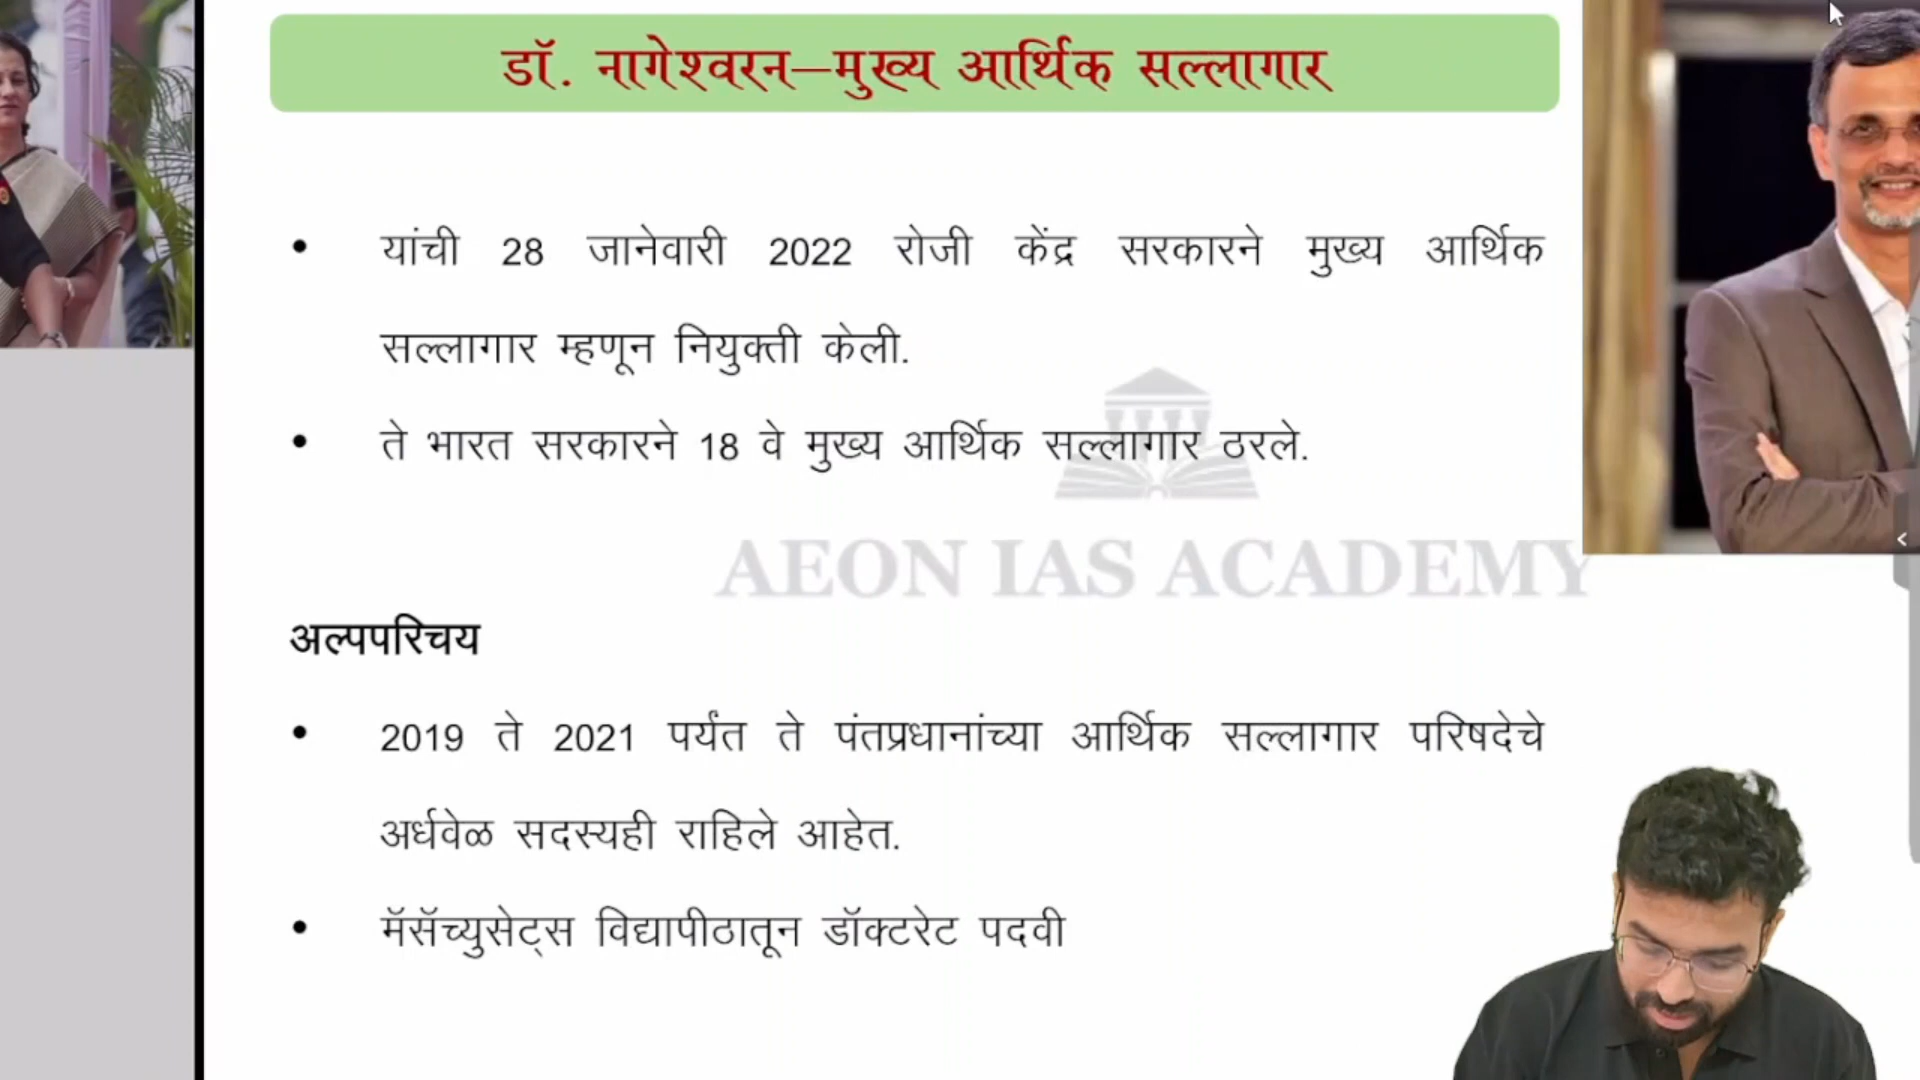 डॉ. नागेश्वरन–मुख्य आर्थिक सल्लागार
• यांची 28 जानेवारी 2022 रोजी केंद्र सरकारने मुख्य आर्थिक
सल्लागार म्हणून नियुक्ती केली.
• ते भारत सरकारने 18 वे मुख्य आर्थिक सल्लागार ठरले.
AEON IAS ACADEMY
अल्पपरिचय
• 2019 ते 2021 पर्यंत ते पंतप्रधानांच्या आर्थिक सल्लागार परिषदेचे
अर्धवेळ सदस्यही राहिले आहेत.
• मॅसॅच्युसेट्स विद्यापीठातून डॉक्टरेट पदवी